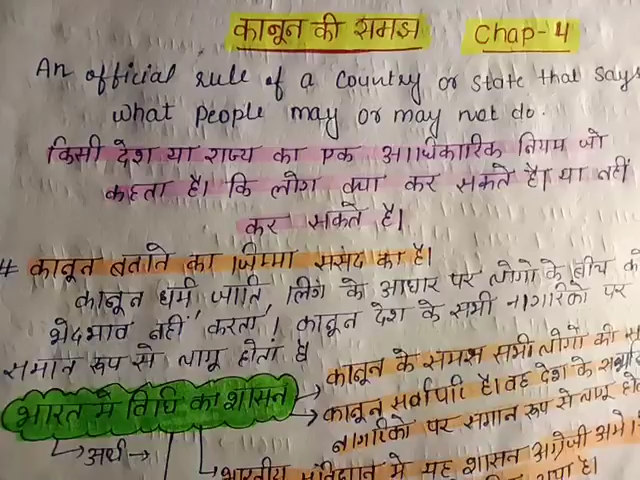 कानून की समझ Chap-4
An official rule of a country or state that says
what people may or may not do.
किसी देश या राज्य का एक आधिकारिक नियम जो
कहता है। कि लोग क्या कर सकते है। या नहीं
कर सकते है।
# कानून बनाने का जिम्मा संसद का है।
कानून धर्म, जाति, लिंग के आधार पर लोगो के बीच को
भेदभाव नहीं करता। कानून देश के सभी नागरिको पर
समान रूप से लागू होता है
कानून के समक्ष सभी लोगों की
भारत में विधि का शासन
कानून सर्वोपरि है। वह देश के सभी
नागरिको पर समान रूप से लागू
अर्थ →
भारतीय संविधान में यह शासन अंग्रेजी
गया है।